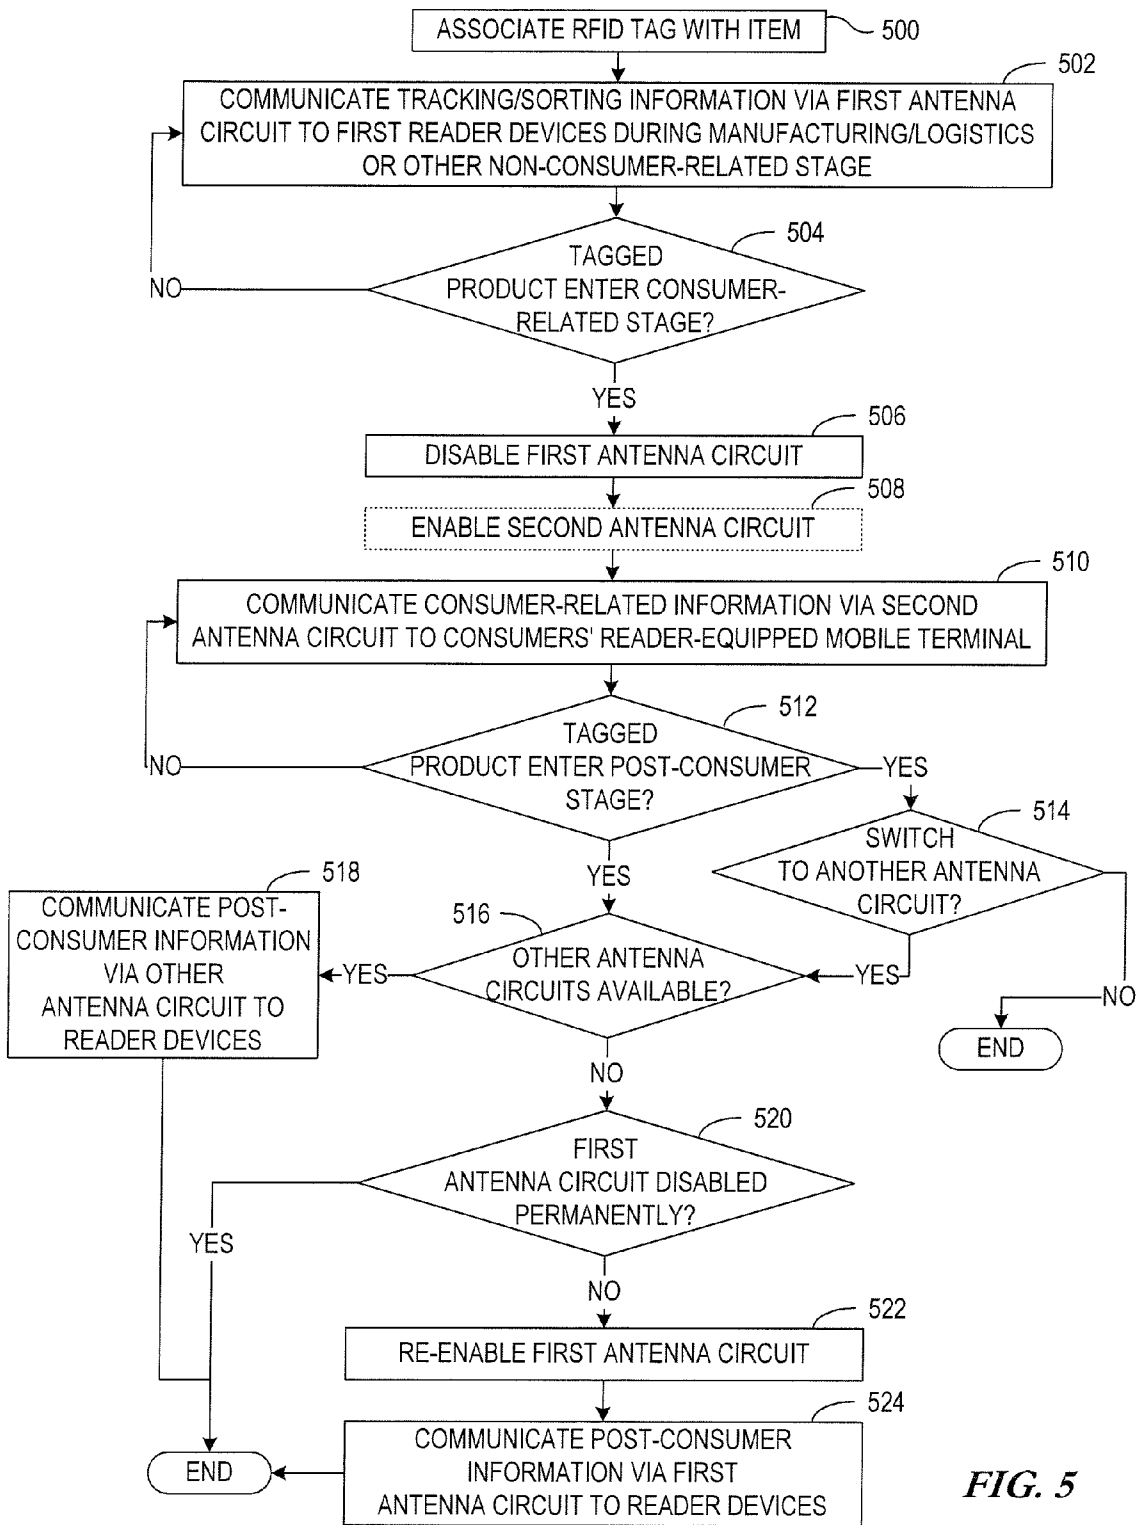 ASSOCIATE RFID TAG WITH ITEM
500
502
COMMUNICATE TRACKING/SORTING INFORMATION VIA FIRST ANTENNA
CIRCUIT TO FIRST READER DEVICES DURING MANUFACTURING/LOGISTICS
OR OTHER NON-CONSUMER-RELATED STAGE
504
TAGGED
PRODUCT ENTER CONSUMER-
RELATED STAGE?
NO
YES
506
DISABLE FIRST ANTENNA CIRCUIT
508
ENABLE SECOND ANTENNA CIRCUIT
510
COMMUNICATE CONSUMER-RELATED INFORMATION VIA SECOND
ANTENNA CIRCUIT TO CONSUMERS' READER-EQUIPPED MOBILE TERMINAL
512
TAGGED
PRODUCT ENTER POST-CONSUMER
STAGE?
NO
YES
514
SWITCH
TO ANOTHER ANTENNA
CIRCUIT?
YES
518
COMMUNICATE POST-
CONSUMER INFORMATION
VIA OTHER
ANTENNA CIRCUIT TO
READER DEVICES
516
OTHER ANTENNA
CIRCUITS AVAILABLE?
YES
YES
NO
END
NO
520
FIRST
ANTENNA CIRCUIT DISABLED
PERMANENTLY?
YES
NO
522
RE-ENABLE FIRST ANTENNA CIRCUIT
524
COMMUNICATE POST-CONSUMER
INFORMATION VIA FIRST
ANTENNA CIRCUIT TO READER DEVICES
END
FIG. 5